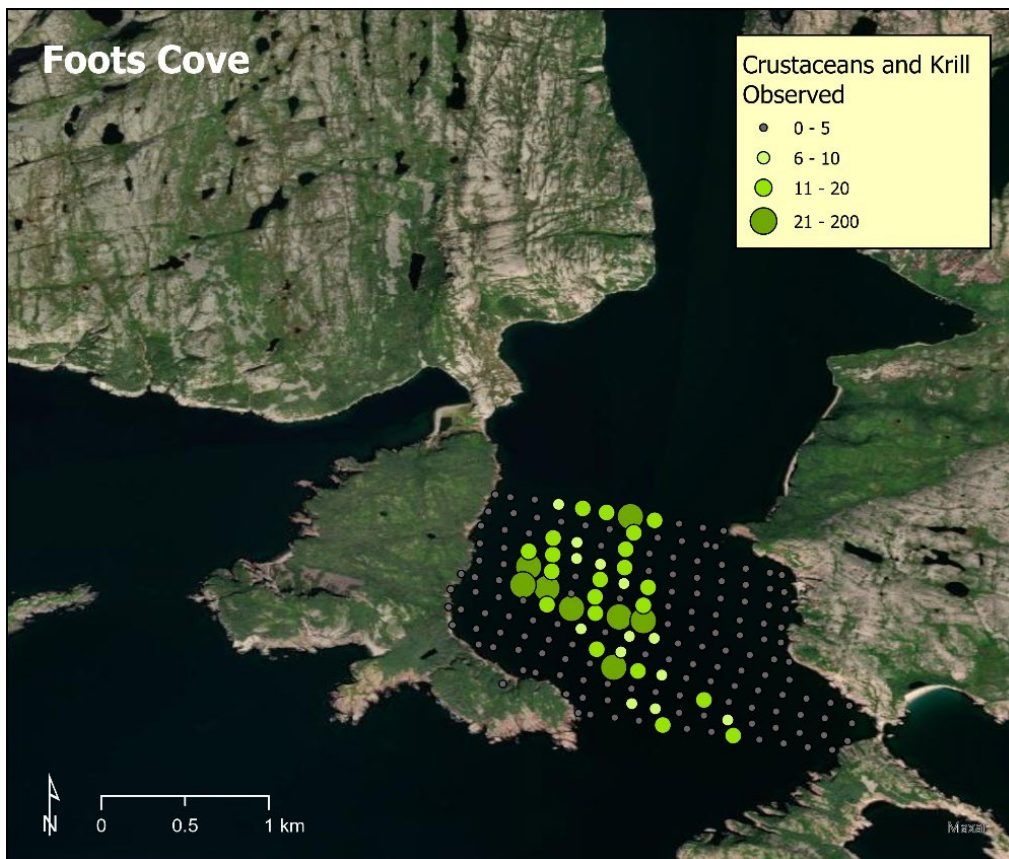 Foots Cove
Crustaceans and Krill
Observed
0 - 5
6 - 10
11 - 20
21 - 200
N
0 0.5 1 km
Maxar